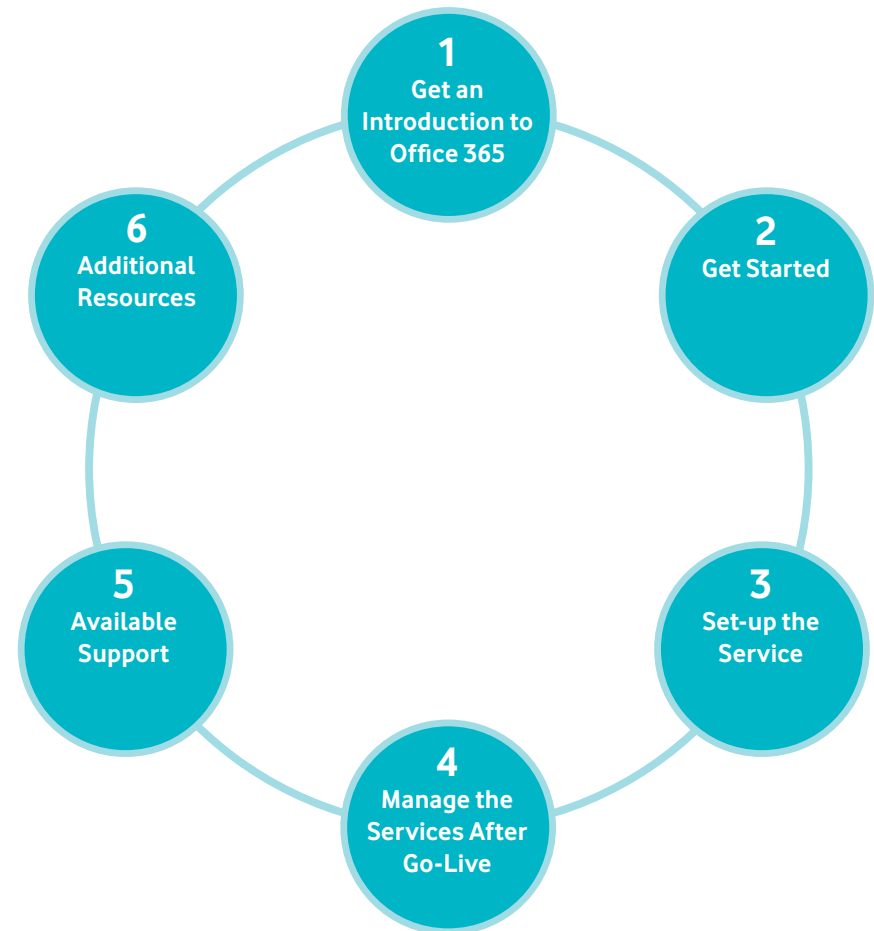 1
Get an
Introduction to
Office 365
2
Get Started
3
Set-up the
Service
4
Manage the
Services After
Go-Live
5
Available
Support
6
Additional
Resources